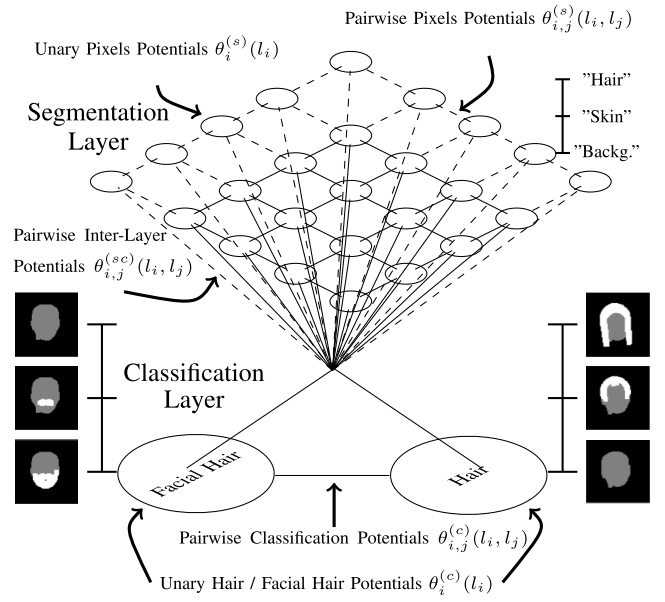 Pairwise Pixels Potentials θ_{i,j}^{(s)}(l_i, l_j)
Unary Pixels Potentials θ_i^{(s)}(l_i)
"Hair"
Segmentation
Layer
"Skin"
"Backg."
Pairwise Inter-Layer
Potentials θ_{i,j}^{(sc)}(l_i, l_j)
Classification
Layer
Facial Hair
Hair
Pairwise Classification Potentials θ_{i,j}^{(c)}(l_i, l_j)
Unary Hair / Facial Hair Potentials θ_i^{(c)}(l_i)